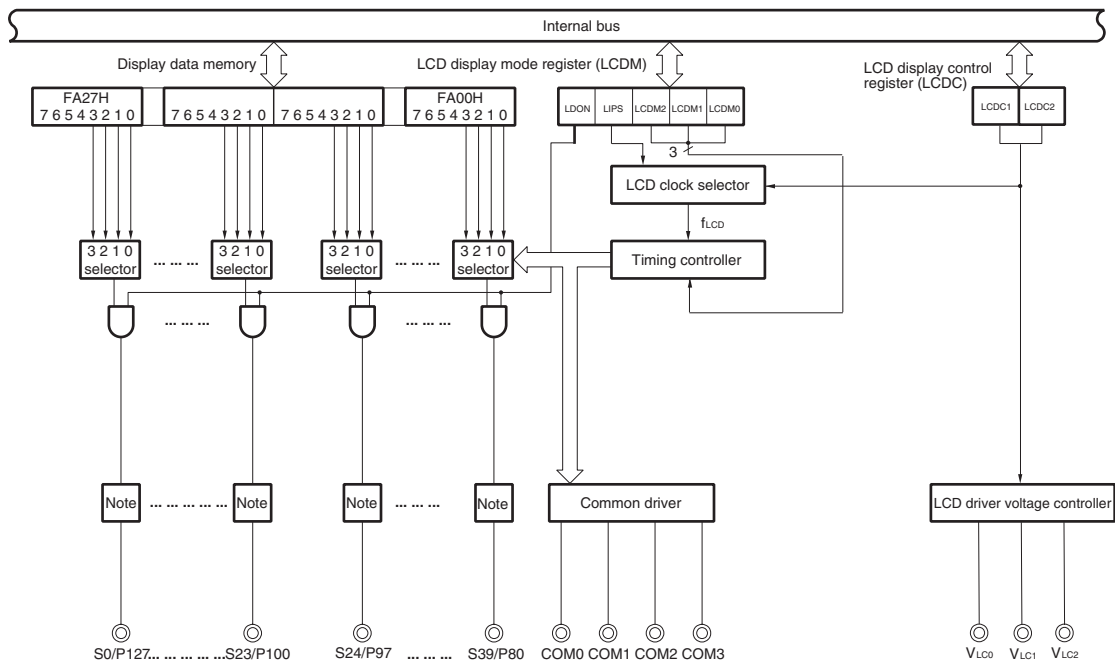 Internal bus
Display data memory
LCD display mode register (LCDM)
LCD display control
register (LCDC)
FA27H
7 6 5 4 3 2 1 0
7 6 5 4 3 2 1 0
7 6 5 4 3 2 1 0
FA00H
7 6 5 4 3 2 1 0
LDON
LIPS
LCDM2
LCDM1
LCDM0
LCDC1
LCDC2
3
LCD clock selector
fLCD
3 2 1 0
selector
... ... ...
3 2 1 0
selector
3 2 1 0
selector
... ... ...
3 2 1 0
selector
Timing controller
... ... ...
... ... ...
Note
... ... ... ... ...
Note
Note
... ... ...
Note
Common driver
LCD driver voltage controller
S0/P127... ... ... ... ...S23/P100
S24/P97
... ... ...
S39/P80
COM0 COM1 COM2 COM3
VLC0
VLC1
VLC2